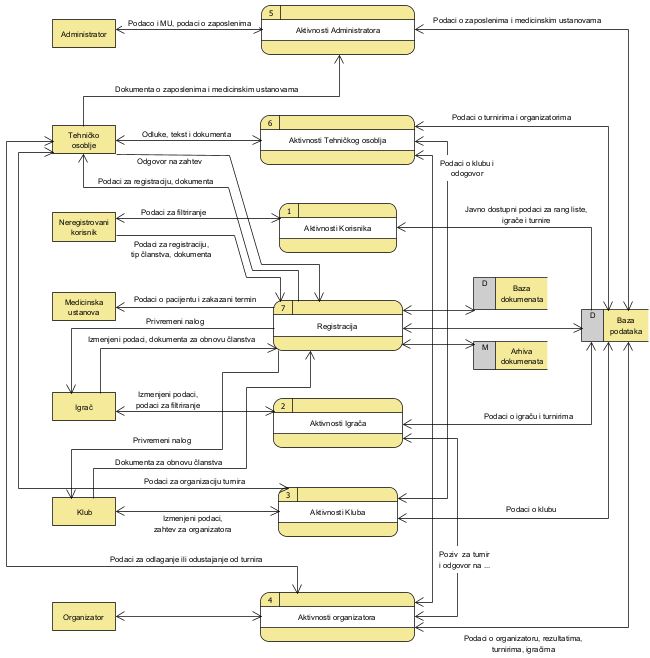 5
Podaco i MU, podaci o zaposlenima
Podaci o zaposlenima i medicinskim ustanovama
Administrator
Aktivnosti Administratora
Dokumenta o zaposlenima i medicinskim ustanovama
6
Podaci o turnirima i organizatorima
Tehničko
osoblje
Odluke, tekst i dokumenta
Aktivnosti Tehničkog osoblja
Odgovor na zahtev
Podaci o klubu i
odogovor
Podaci za registraciju, dokumenta
Podaci za filtriranje
1
Javno dostupni podaci za rang liste,
igrače i turnire
Neregistrovani
korisnik
Aktivnosti Korisnika
Podaci za registraciju,
tip članstva, dokumenta
D
Baza
dokumenata
Medicinska
ustanova
Podaci o pacijentu i zakazani termin
7
D
Baza
podataka
Privremeni nalog
Registracija
Izmenjeni podaci, dokumenta za obnovu članstva
M
Arhiva
dokumenata
Izmenjeni podaci,
podaci za filtriranje
2
Igrač
Aktivnosti Igrača
Podaci o igraču i turnirima
Privremeni nalog
Dokumenta za obnovu članstva
Podaci za organizaciju turnira
3
Klub
Aktivnosti Kluba
Podaci o klubu
Izmenjeni podaci,
zahtev za organizatora
Poziv za turnir
i odgovor na ...
Podaci za odlaganje ili odustajanje od turnira
4
Organizator
Aktivnosti organizatora
Podaci o organizatoru, rezultatima,
turnirima, igračima